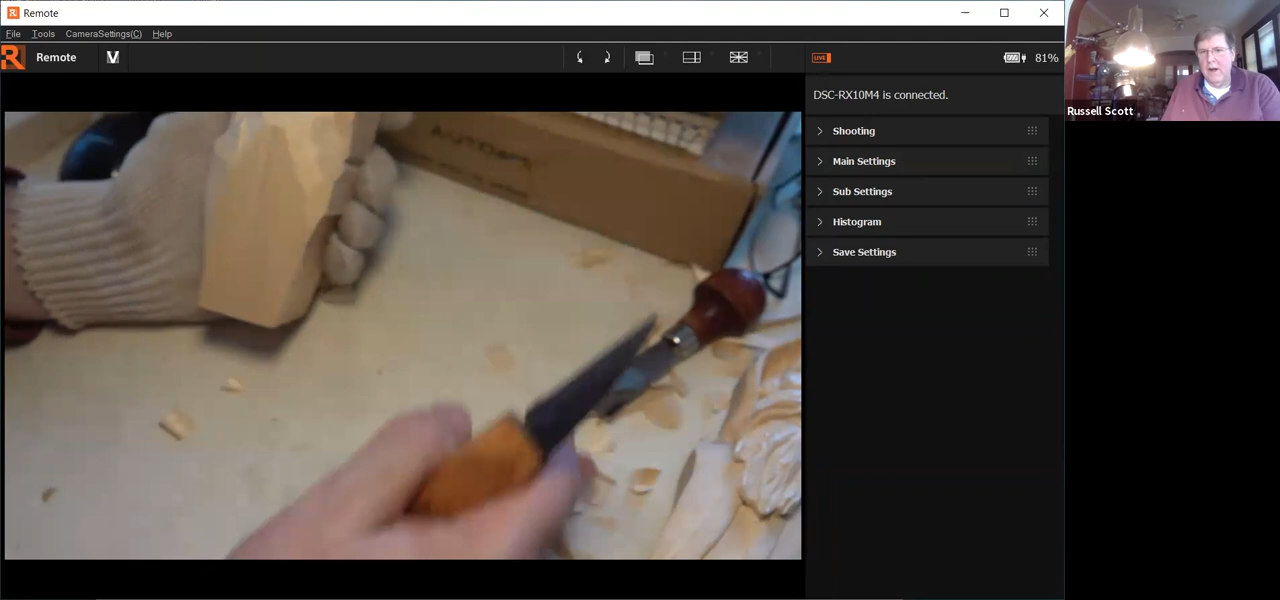 Remote
File Tools CameraSettings(C) Help
Remote
LIVE
81%
DSC-RX10M4 is connected.
Shooting
Main Settings
Sub Settings
Histogram
Save Settings
Russell Scott